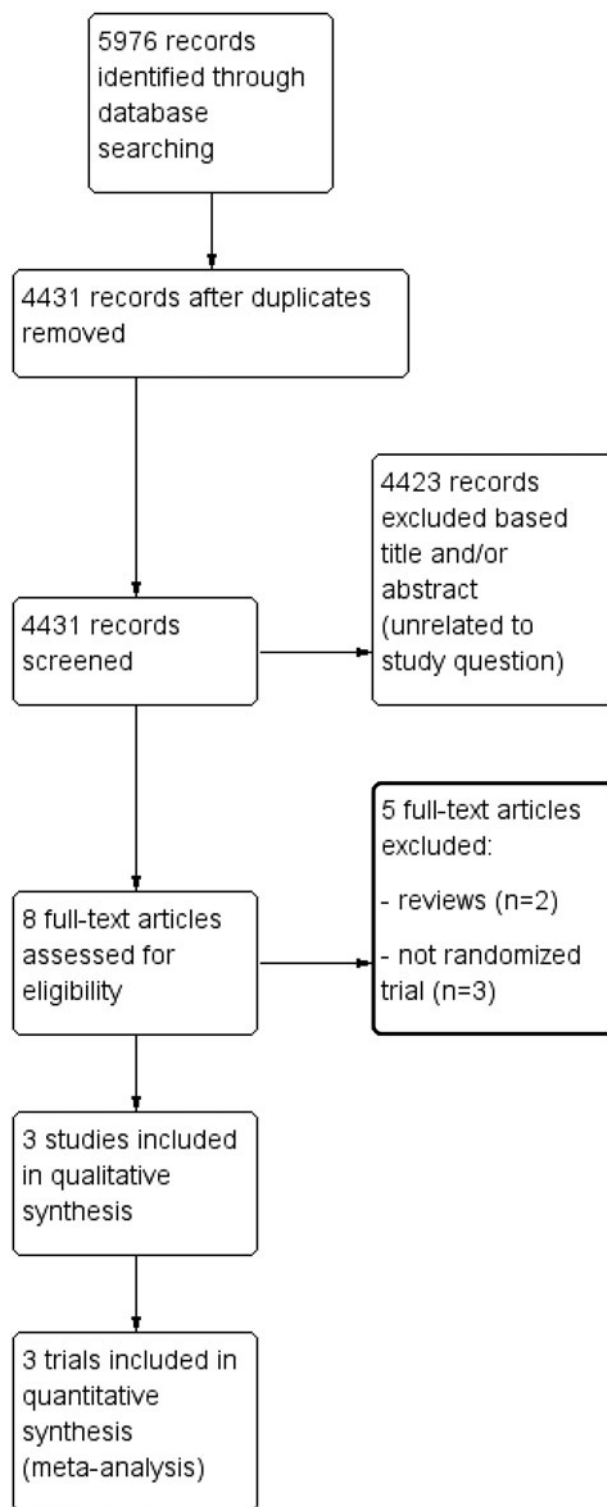 5976 records
identified through
database
searching
4431 records after duplicates
removed
4431 records
screened
4423 records
excluded based
title and/or
abstract
(unrelated to
study question)
8 full-text articles
assessed for
eligibility
5 full-text articles
excluded:
- reviews (n=2)
- not randomized
trial (n=3)
3 studies included
in qualitative
synthesis
3 trials included in
quantitative
synthesis
(meta-analysis)